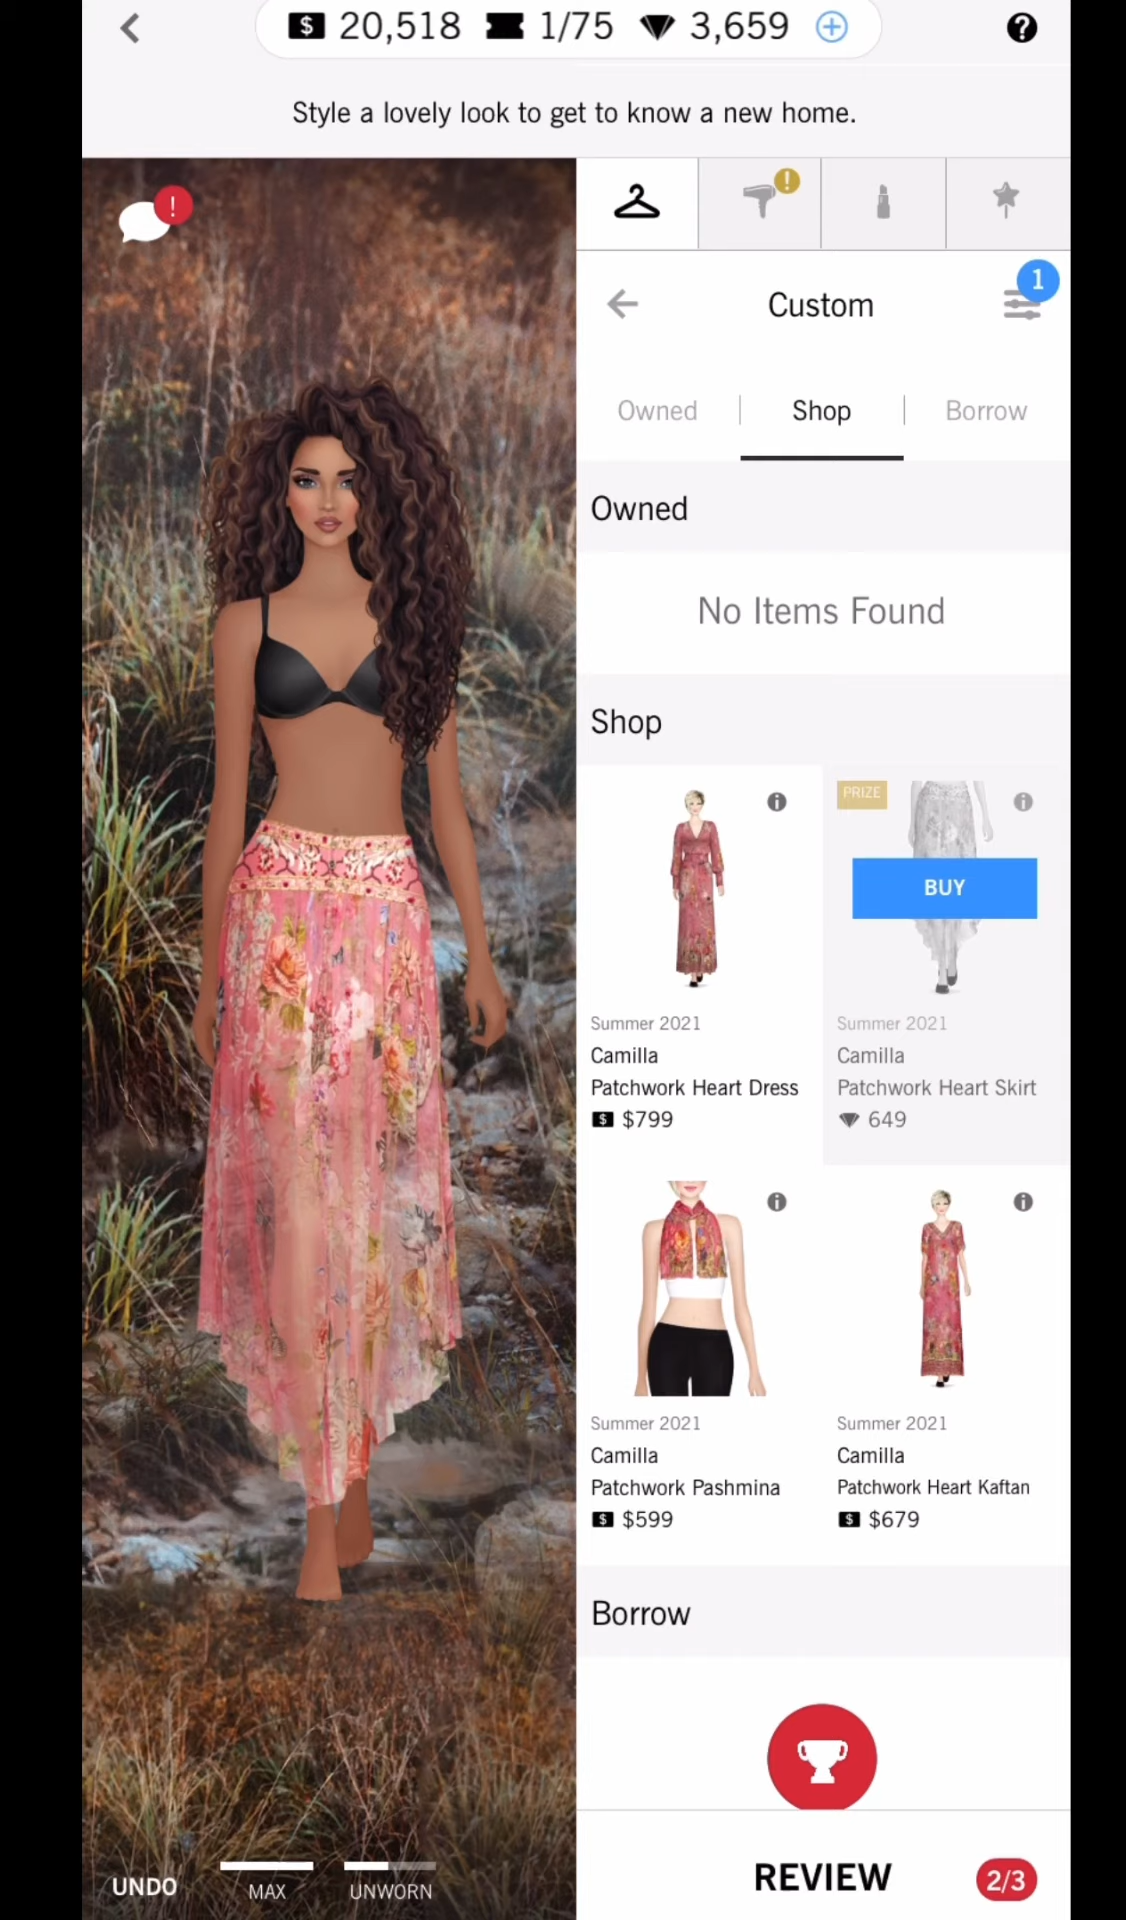 $ 20,518 1/75 3,659 +
?
Style a lovely look to get to know a new home.
!
!
Custom
1
Owned
Shop
Borrow
Owned
No Items Found
Shop
i
Summer 2021
Camilla
Patchwork Heart Dress
$ $799
PRIZE
i
BUY
Summer 2021
Camilla
Patchwork Heart Skirt
649
i
Summer 2021
Camilla
Patchwork Pashmina
$ $599
i
Summer 2021
Camilla
Patchwork Heart Kaftan
$ $679
Borrow
UNDO
MAX
UNWORN
REVIEW
2/3